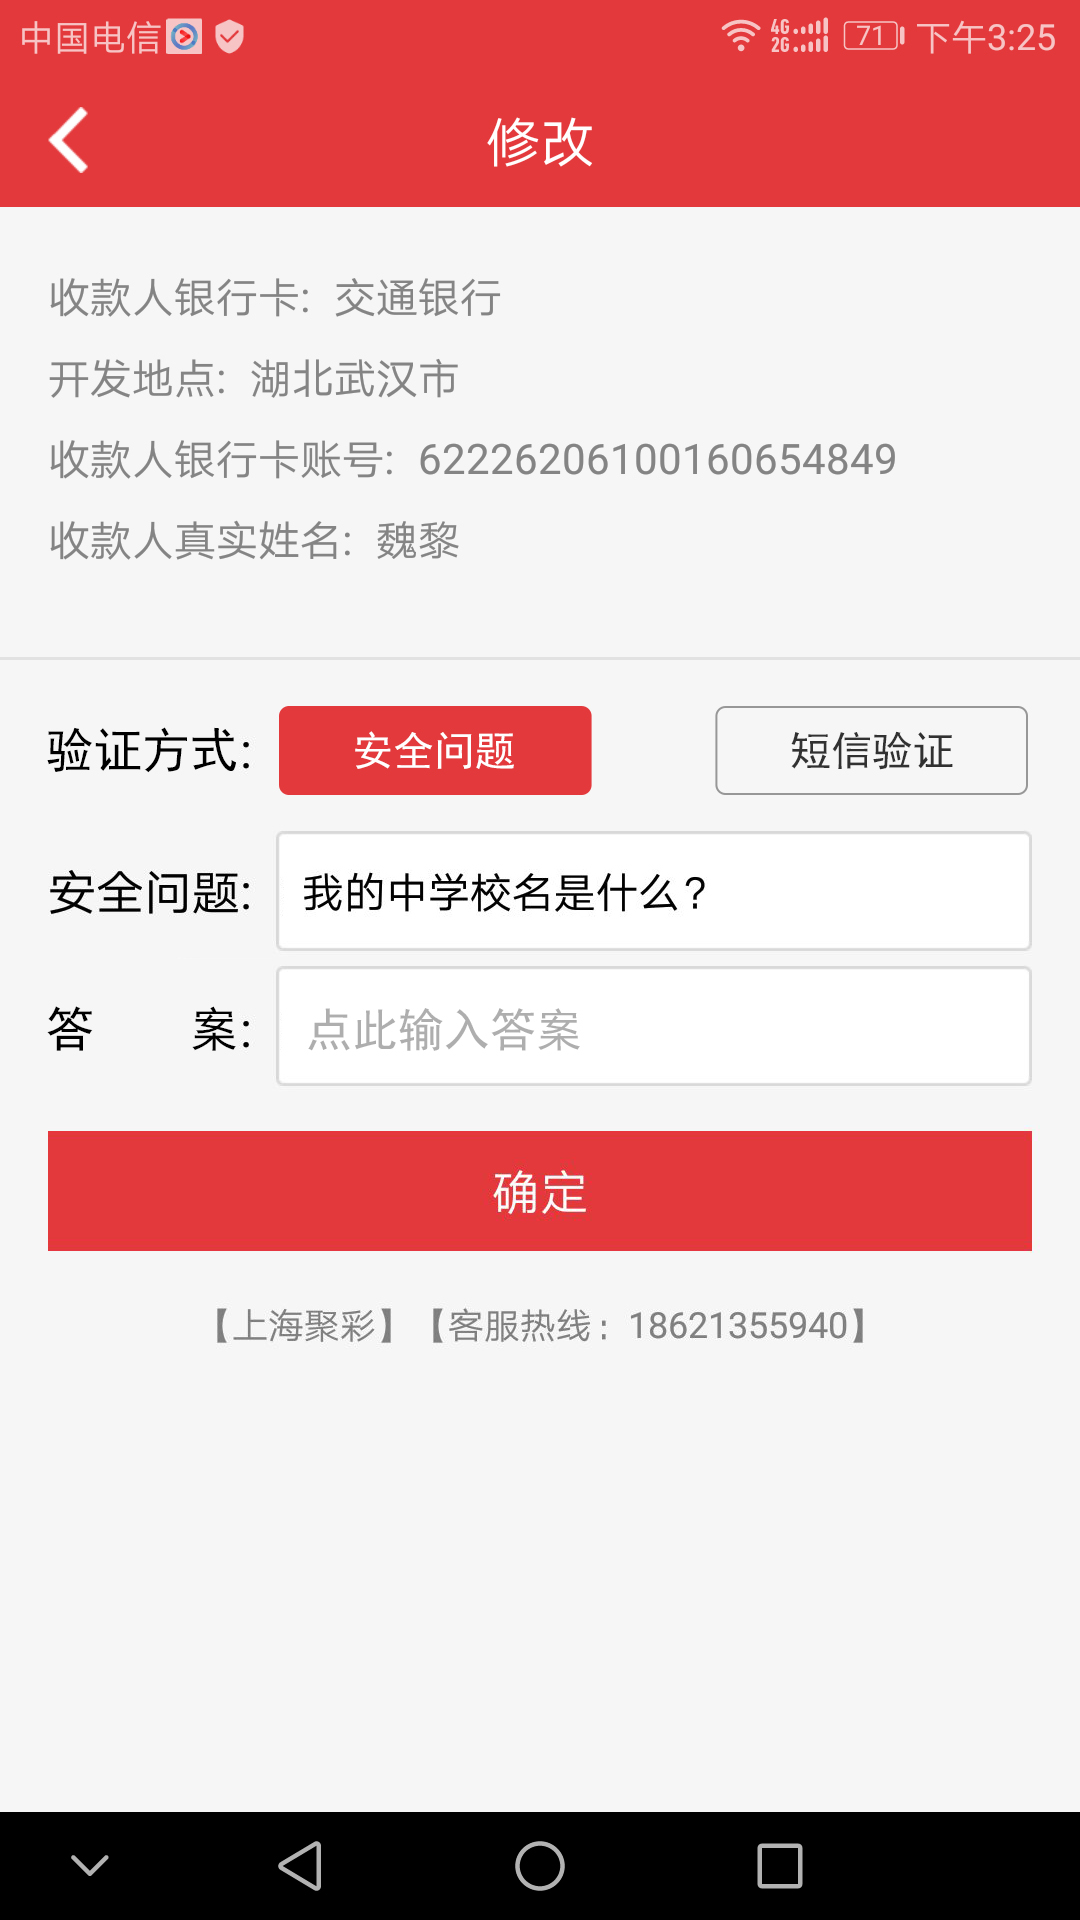 中国电信 4G 2G 71 下午3:25
修改
收款人银行卡: 交通银行
开发地点: 湖北武汉市
收款人银行卡账号: 62226206100160654849
收款人真实姓名: 魏黎
验证方式: 安全问题 短信验证
安全问题: 我的中学校名是什么?
答 案: 点此输入答案
确定
【上海聚彩】【客服热线: 18621355940】